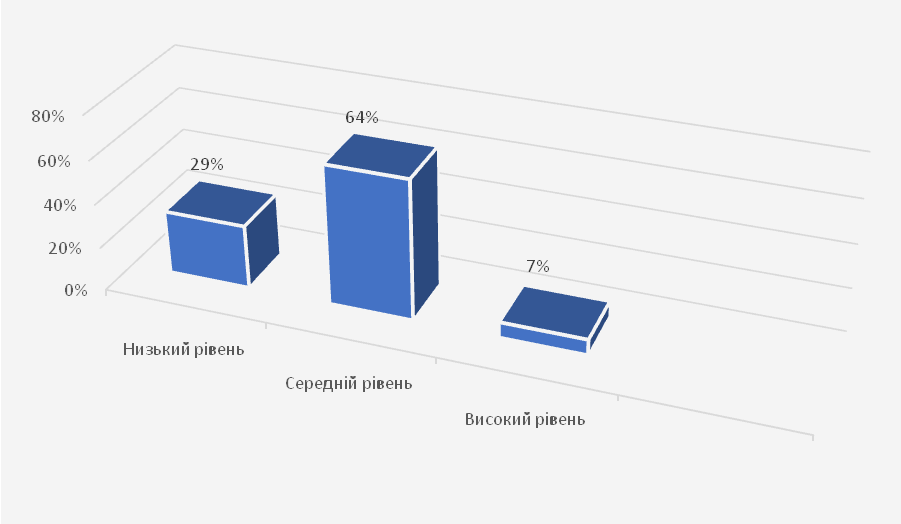 80%
60%
40%
20%
0%
29%
64%
7%
Низький рівень
Середній рівень
Високий рівень